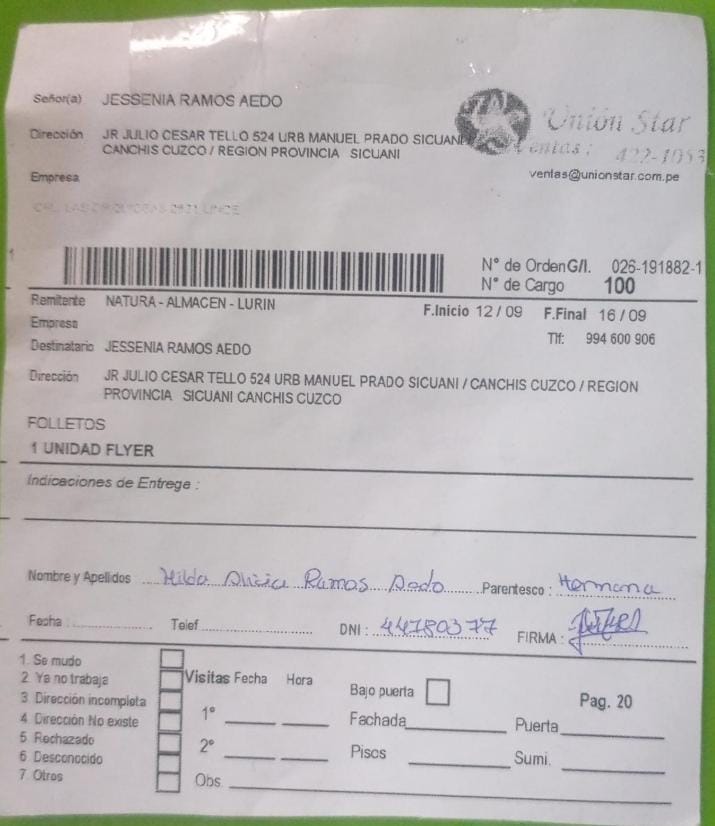 Señor(a) JESSENIA RAMOS AEDO
Unión Star
Dirección JR JULIO CESAR TELLO 524 URB MANUEL PRADO SICUANI
Ventas: 422-1053
CANCHIS CUZCO / REGION PROVINCIA SICUANI
ventas@unionstar.com.pe
Empresa
N° de Orden G/I. 026-191882-1
N° de Cargo 100
Remitente NATURA - ALMACEN - LURIN
F.Inicio 12 / 09 F.Final 16 / 09
Empresa
Tlf: 994 600 906
Destinatario JESSENIA RAMOS AEDO
Dirección JR JULIO CESAR TELLO 524 URB MANUEL PRADO SICUANI / CANCHIS CUZCO / REGION
PROVINCIA SICUANI CANCHIS CUZCO
FOLLETOS
1 UNIDAD FLYER
Indicaciones de Entrega :
Nombre y Apellidos Hilda Ramos Parentesco : Hermana
Fecha Telef DNI : 44780377 FIRMA :
1 Se mudo
2 Ya no trabaja
3 Dirección incompleta
4 Dirección No existe
5 Rechazado
6 Desconocido
7 Otros
Visitas Fecha Hora
1º
2º
Obs.
Bajo puerta
Pag. 20
Fachada Puerta
Pisos Sumi.